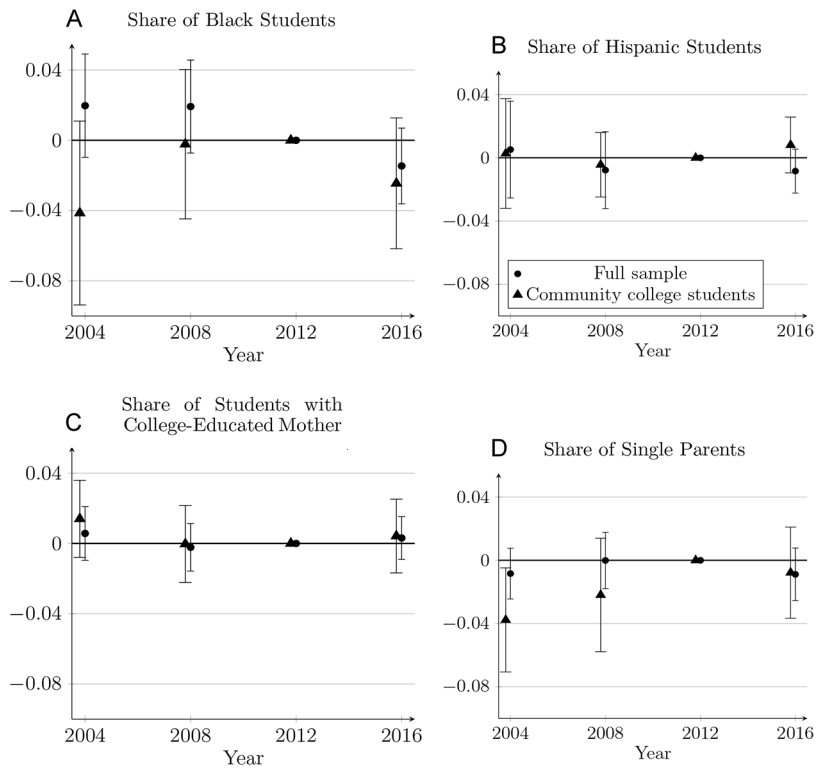 A
Share of Black Students
0.04
0
−0.04
−0.08
2004 2008 2012 2016
Year
B
Share of Hispanic Students
0.04
0
−0.04
−0.08
Full sample
Community college students
2004 2008 2012 2016
Year
C
Share of Students with
College-Educated Mother
0.04
0
−0.04
−0.08
2004 2008 2012 2016
Year
D
Share of Single Parents
0.04
0
−0.04
−0.08
2004 2008 2012 2016
Year